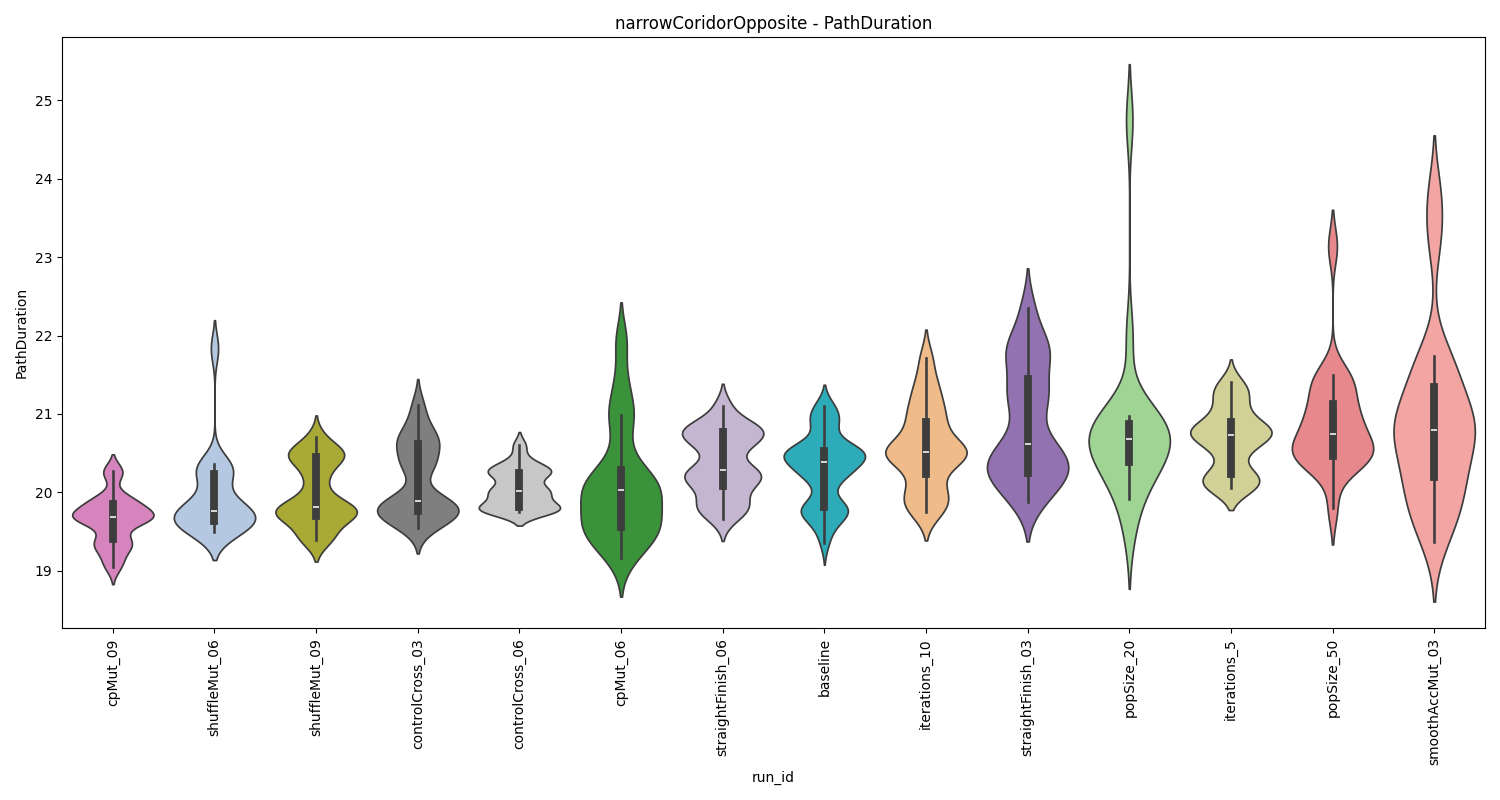 narrowCoridorOpposite - PathDuration
PathDuration
25
24
23
22
21
20
19
cpMut_09
shuffleMut_06
shuffleMut_09
controlCross_03
controlCross_06
cpMut_06
straightFinish_06
baseline
iterations_10
straightFinish_03
popSize_20
iterations_5
popSize_50
smoothAccMut_03
run_id